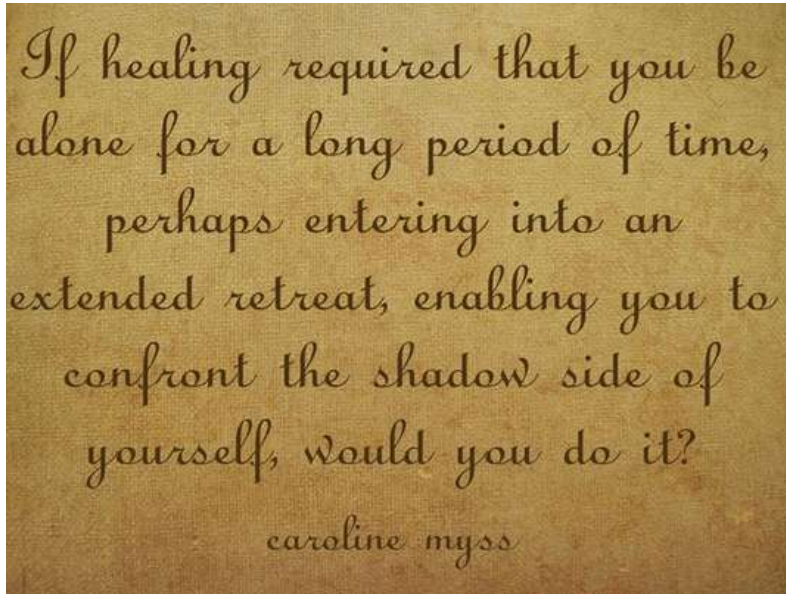 If healing required that you be
alone for a long period of time,
perhaps entering into an
extended retreat, enabling you to
confront the shadow side of
yourself, would you do it?
caroline myss